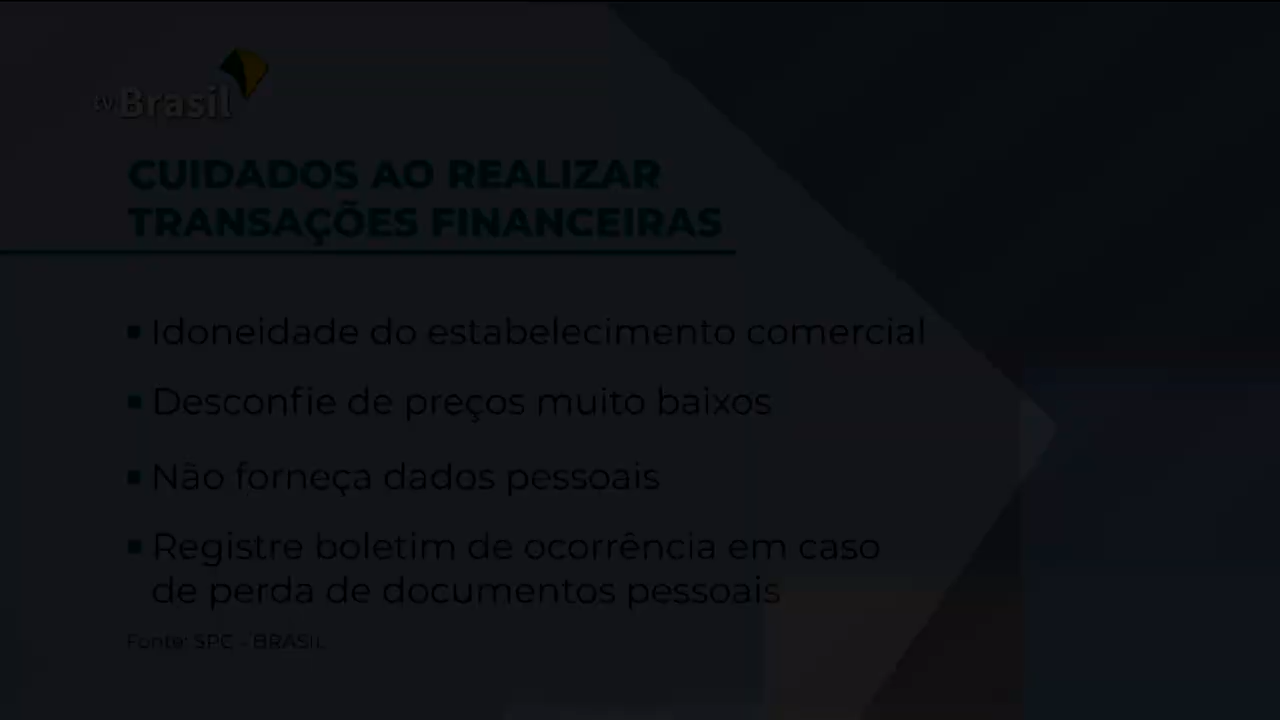 tv Brasil
CUIDADOS AO REALIZAR
TRANSAÇÕES FINANCEIRAS
▪ Idoneidade do estabelecimento comercial
▪ Desconfie de preços muito baixos
▪ Não forneça dados pessoais
▪ Registre boletim de ocorrência em caso
de perda de documentos pessoais
Fonte: SPC - BRASIL